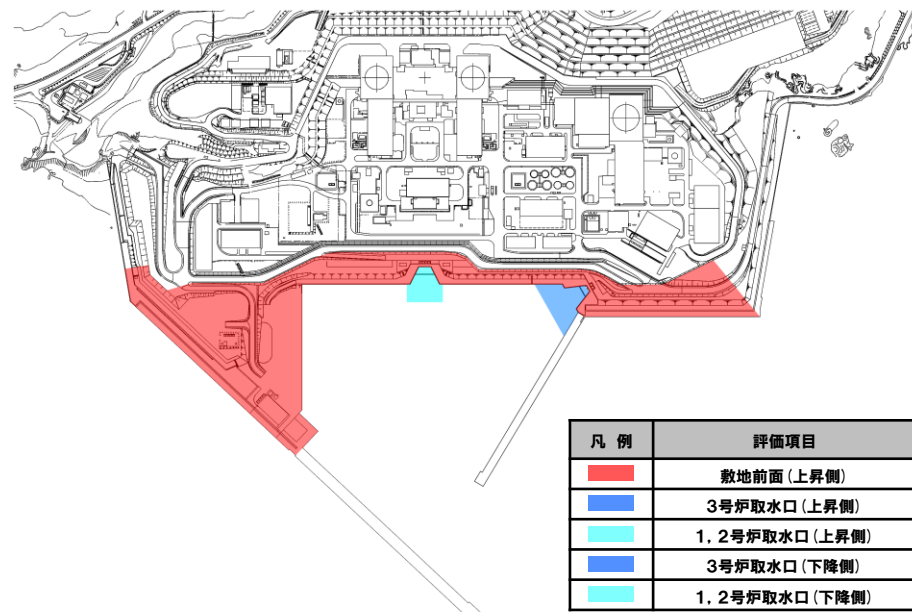 凡 例 評価項目
敷地前面(上昇側)
3号炉取水口(上昇側)
1,2号炉取水口(上昇側)
3号炉取水口(下降側)
1,2号炉取水口(下降側)